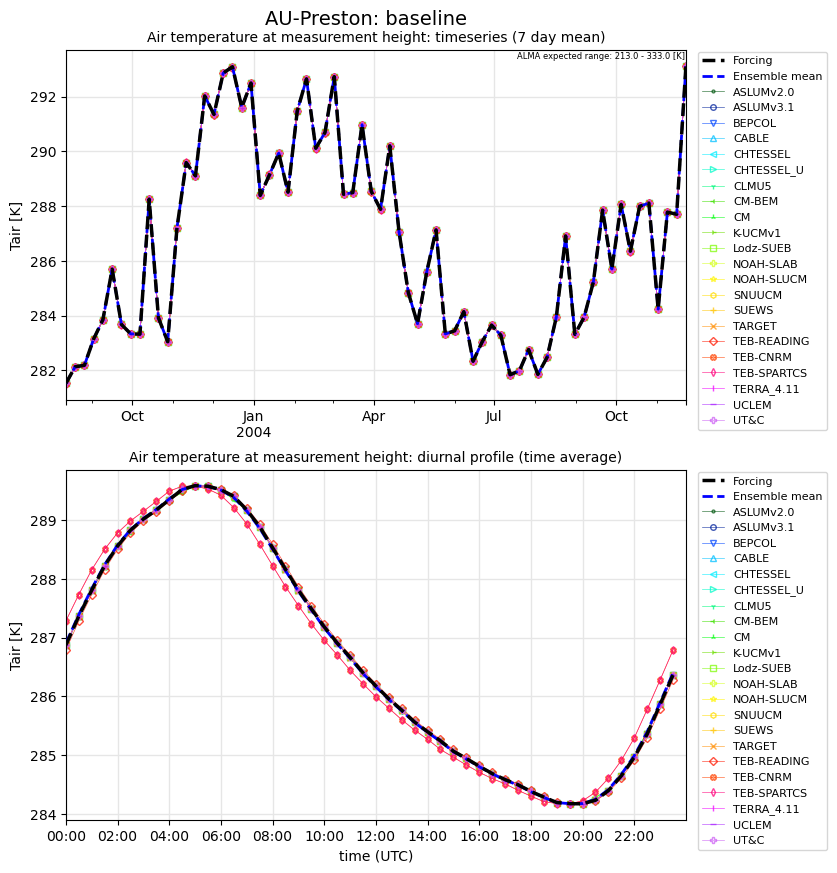 AU-Preston: baseline
Air temperature at measurement height: timeseries (7 day mean)
ALMA expected range: 213.0 - 333.0 [K]
Tair [K]
292
290
288
286
284
282
Oct
Jan
2004
Apr
Jul
Oct
Forcing
Ensemble mean
ASLUMv2.0
ASLUMv3.1
BEPCOL
CABLE
CHTESSEL
CHTESSEL_U
CLMU5
CM-BEM
CM
K-UCMv1
Lodz-SUEB
NOAH-SLAB
NOAH-SLUCM
SNUUCM
SUEWS
TARGET
TEB-READING
TEB-CNRM
TEB-SPARTCS
TERRA_4.11
UCLEM
UT&C
Air temperature at measurement height: diurnal profile (time average)
Tair [K]
289
288
287
286
285
284
00:00 02:00 04:00 06:00 08:00 10:00 12:00 14:00 16:00 18:00 20:00 22:00
time (UTC)
Forcing
Ensemble mean
ASLUMv2.0
ASLUMv3.1
BEPCOL
CABLE
CHTESSEL
CHTESSEL_U
CLMU5
CM-BEM
CM
K-UCMv1
Lodz-SUEB
NOAH-SLAB
NOAH-SLUCM
SNUUCM
SUEWS
TARGET
TEB-READING
TEB-CNRM
TEB-SPARTCS
TERRA_4.11
UCLEM
UT&C